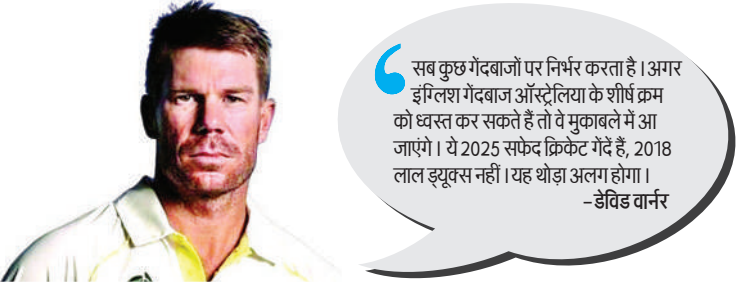 ‘ सब कुछ गेंदबाजों पर निर्भर करता है। अगर
इंग्लिश गेंदबाज ऑस्ट्रेलिया के शीर्ष क्रम
को ध्वस्त कर सकते हैं तो वे मुकाबले में आ
जाएंगे। ये 2025 सफेद क्रिकेट गेंदें हैं, 2018
लाल ड्यूक्स नहीं। यह थोड़ा अलग होगा।
–डेविड वार्नर